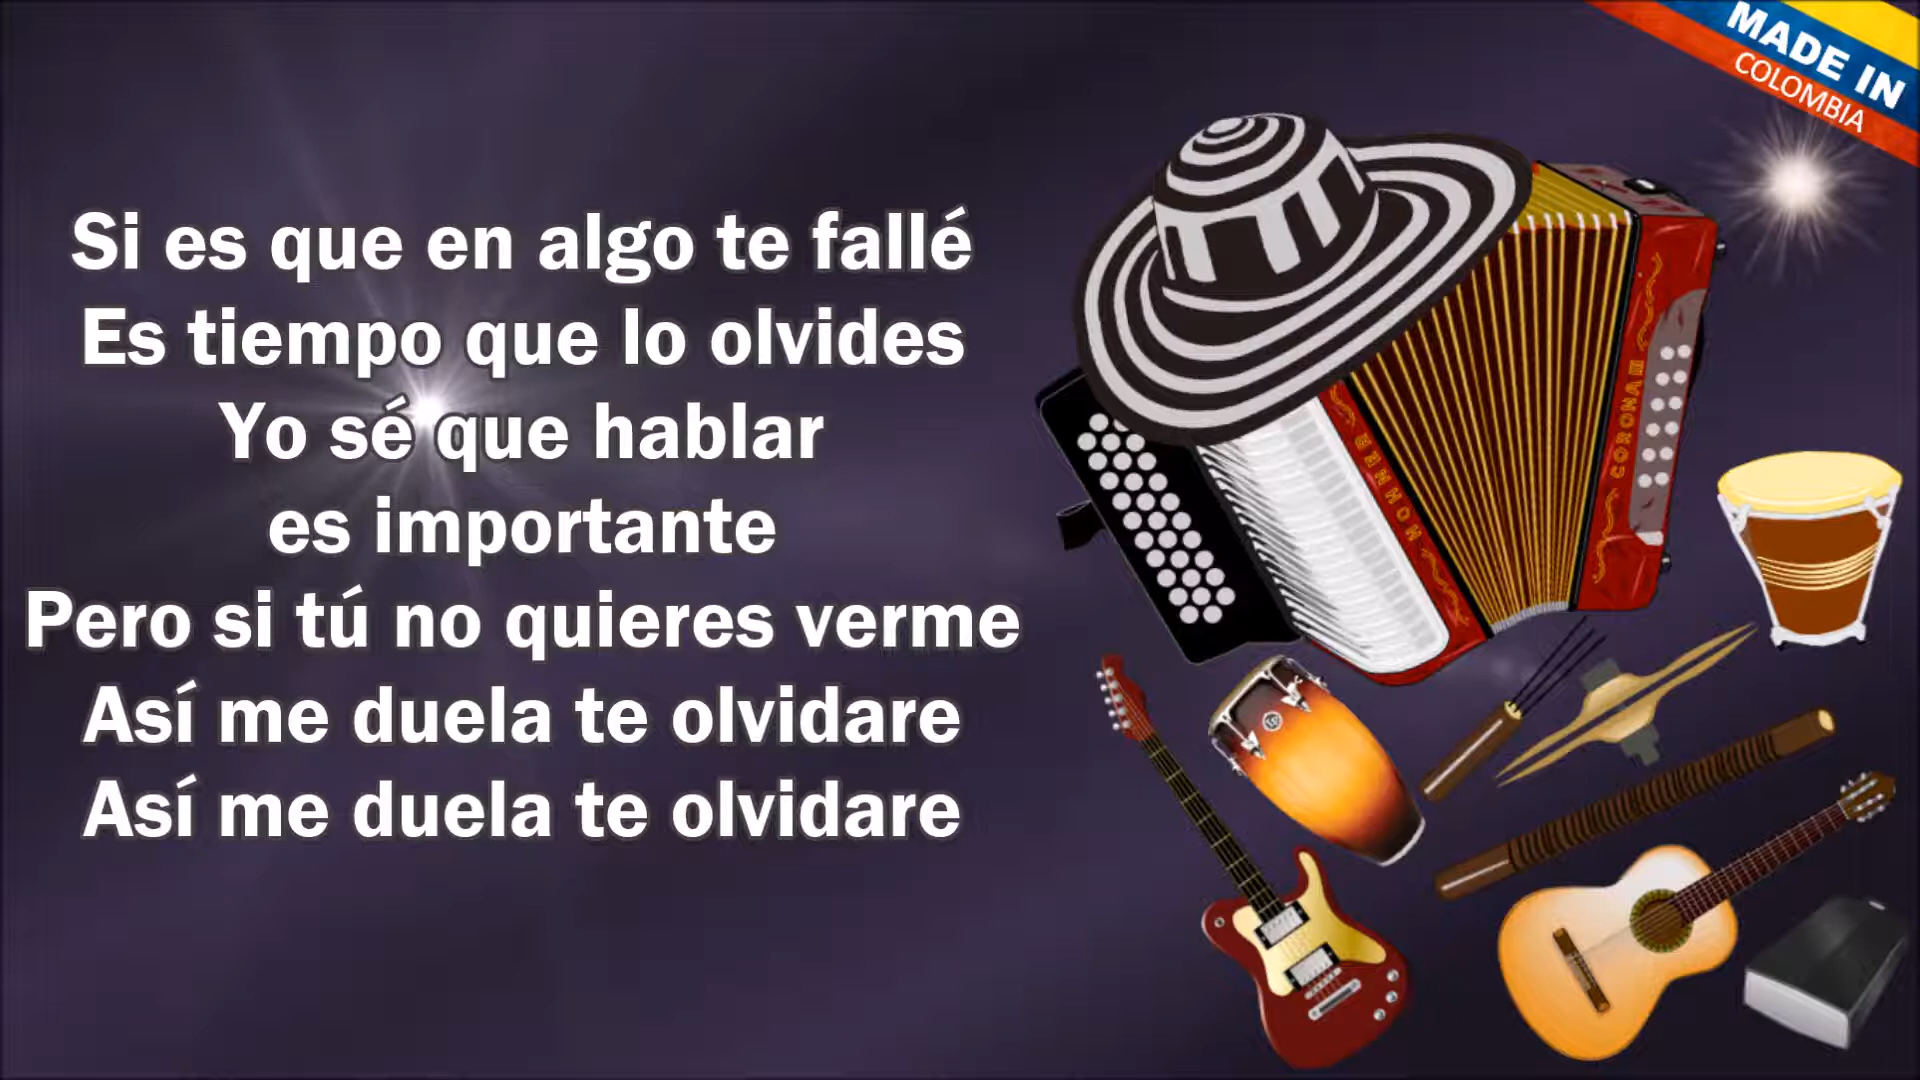 MADE IN
COLOMBIA
Si es que en algo te fallé
Es tiempo que lo olvides
Yo sé que hablar
es importante
Pero si tú no quieres verme
Así me duela te olvidare
Así me duela te olvidare
HOHNER
CORONA III